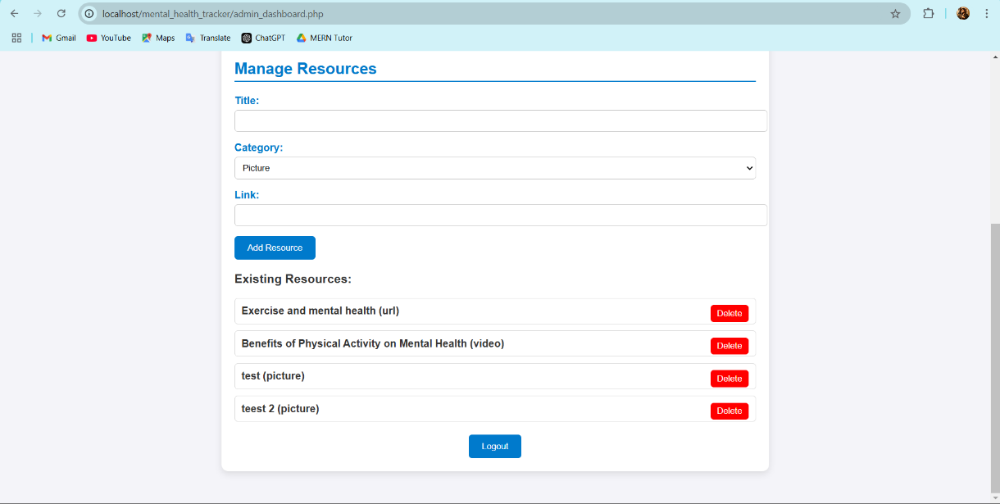 localhost/mental_health_tracker/admin_dashboard.php
Gmail YouTube Maps Translate ChatGPT MERN Tutor
Manage Resources
Title:
Category:
Picture
Link:
Add Resource
Existing Resources:
Exercise and mental health (url) Delete
Benefits of Physical Activity on Mental Health (video) Delete
test (picture) Delete
teest 2 (picture) Delete
Logout